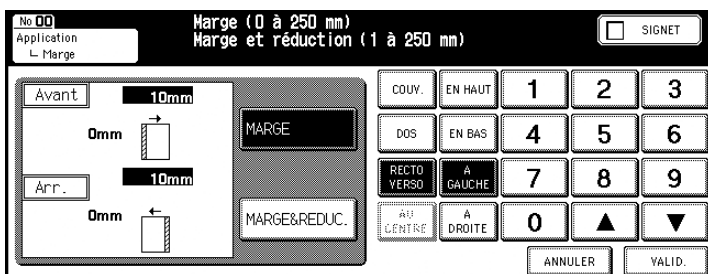 No 00
Application
Marge
Marge (0 à 250 mm)
Marge et réduction (1 à 250 mm)
SIGNET
Avant
10mm
0mm
Arr.
10mm
0mm
MARGE
MARGE&REDUC.
COUV. EN HAUT 1 2 3
DOS EN BAS 4 5 6
RECTO VERSO A GAUCHE 7 8 9
AU CENTRE A DROITE 0 ▲ ▼
ANNULER VALID.